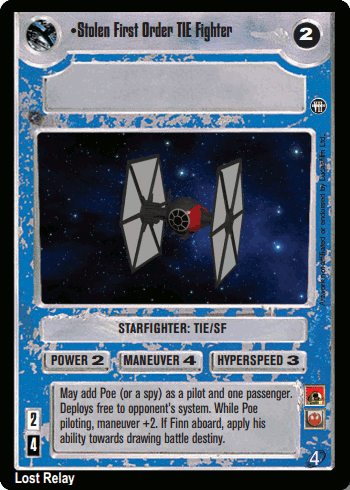 •Stolen First Order TIE Fighter
2
STARFIGHTER: TIE/SF
POWER 2
MANEUVER 4
HYPERSPEED 3
May add Poe (or a spy) as a pilot and one passenger.
Deploys free to opponent's system. While Poe
piloting, maneuver +2. If Finn aboard, apply his
ability towards drawing battle destiny.
2
4
4
Lost Relay